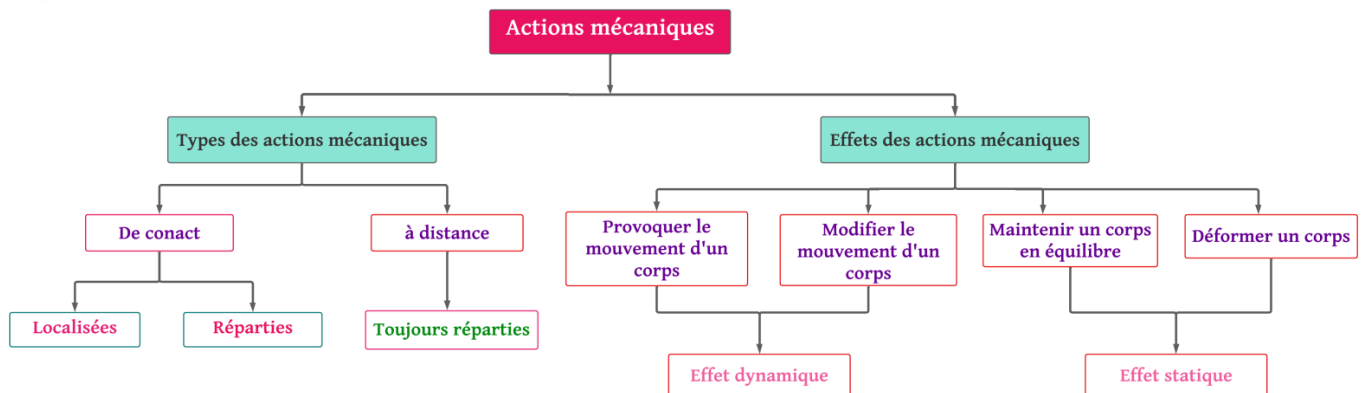 Actions mécaniques
Types des actions mécaniques
Effets des actions mécaniques
De conact
à distance
Provoquer le
mouvement d'un
corps
Modifier le
mouvement d'un
corps
Maintenir un corps
en équilibre
Déformer un corps
Localisées
Réparties
Toujours réparties
Effet dynamique
Effet statique